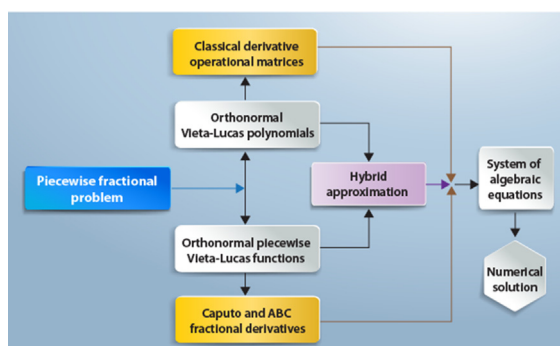 Classical derivative
operational matrices
Orthonormal
Vieta-Lucas polynomials
Piecewise fractional
problem
Hybrid
approximation
System of
algebraic
equations
Orthonormal piecewise
Vieta-Lucas functions
Numerical
solution
Caputo and ABC
fractional derivatives